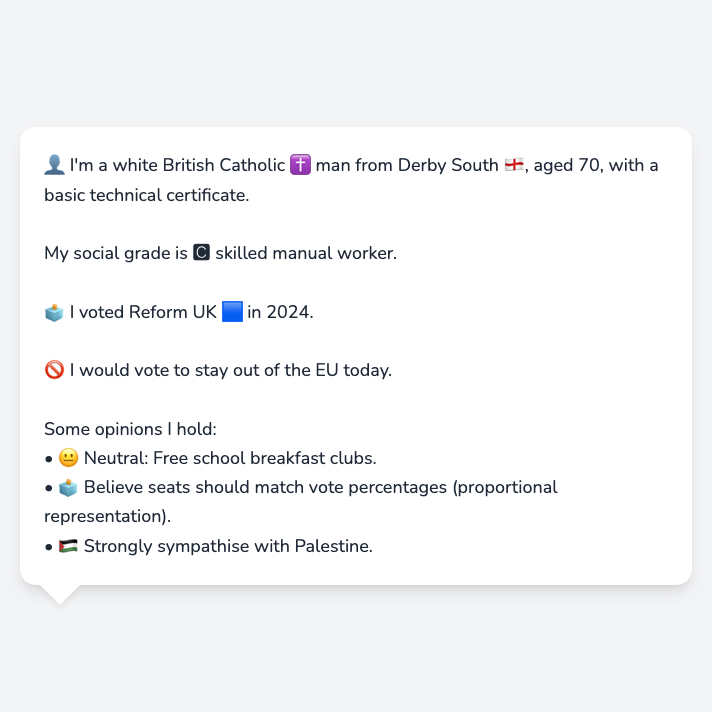 👤 I'm a white British Catholic ✝️ man from Derby South 🏴󠁧󠁢󠁥󠁮󠁧󠁿, aged 70, with a
basic technical certificate.
My social grade is 🅲 skilled manual worker.
🗳️ I voted Reform UK 🟦 in 2024.
🚫 I would vote to stay out of the EU today.
Some opinions I hold:
• 😐 Neutral: Free school breakfast clubs.
• 🗳️ Believe seats should match vote percentages (proportional
representation).
• 🇵🇸 Strongly sympathise with Palestine.